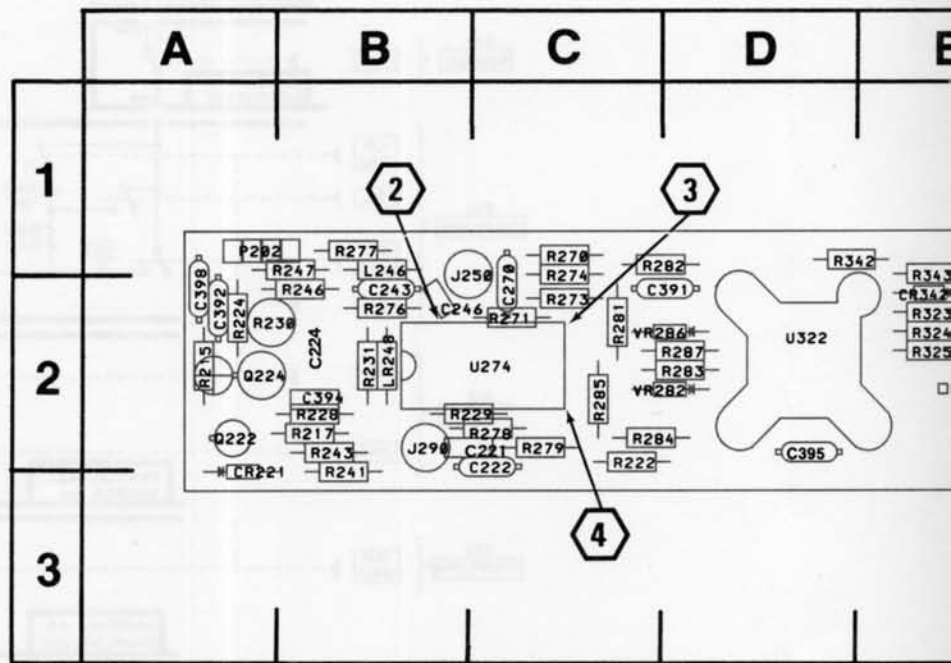 A B C D E
1
2 3
P202 R277 R270 R342
R247 L246 J250 C270 R274 R282 R343
C398 C392 R224 R246 C243 R273 C391 CR342
R230 R276 C246 R271 R281 R323
C224 VR286 U322 R324
2 R215 Q224 R231 LR248 U274 R287 R325
R283
C394 R285 VR282
R228 R229
Q222 R217 R278 R284
R243 J290 C221 R279 C395
CR221 R241 C222 R222
4
3